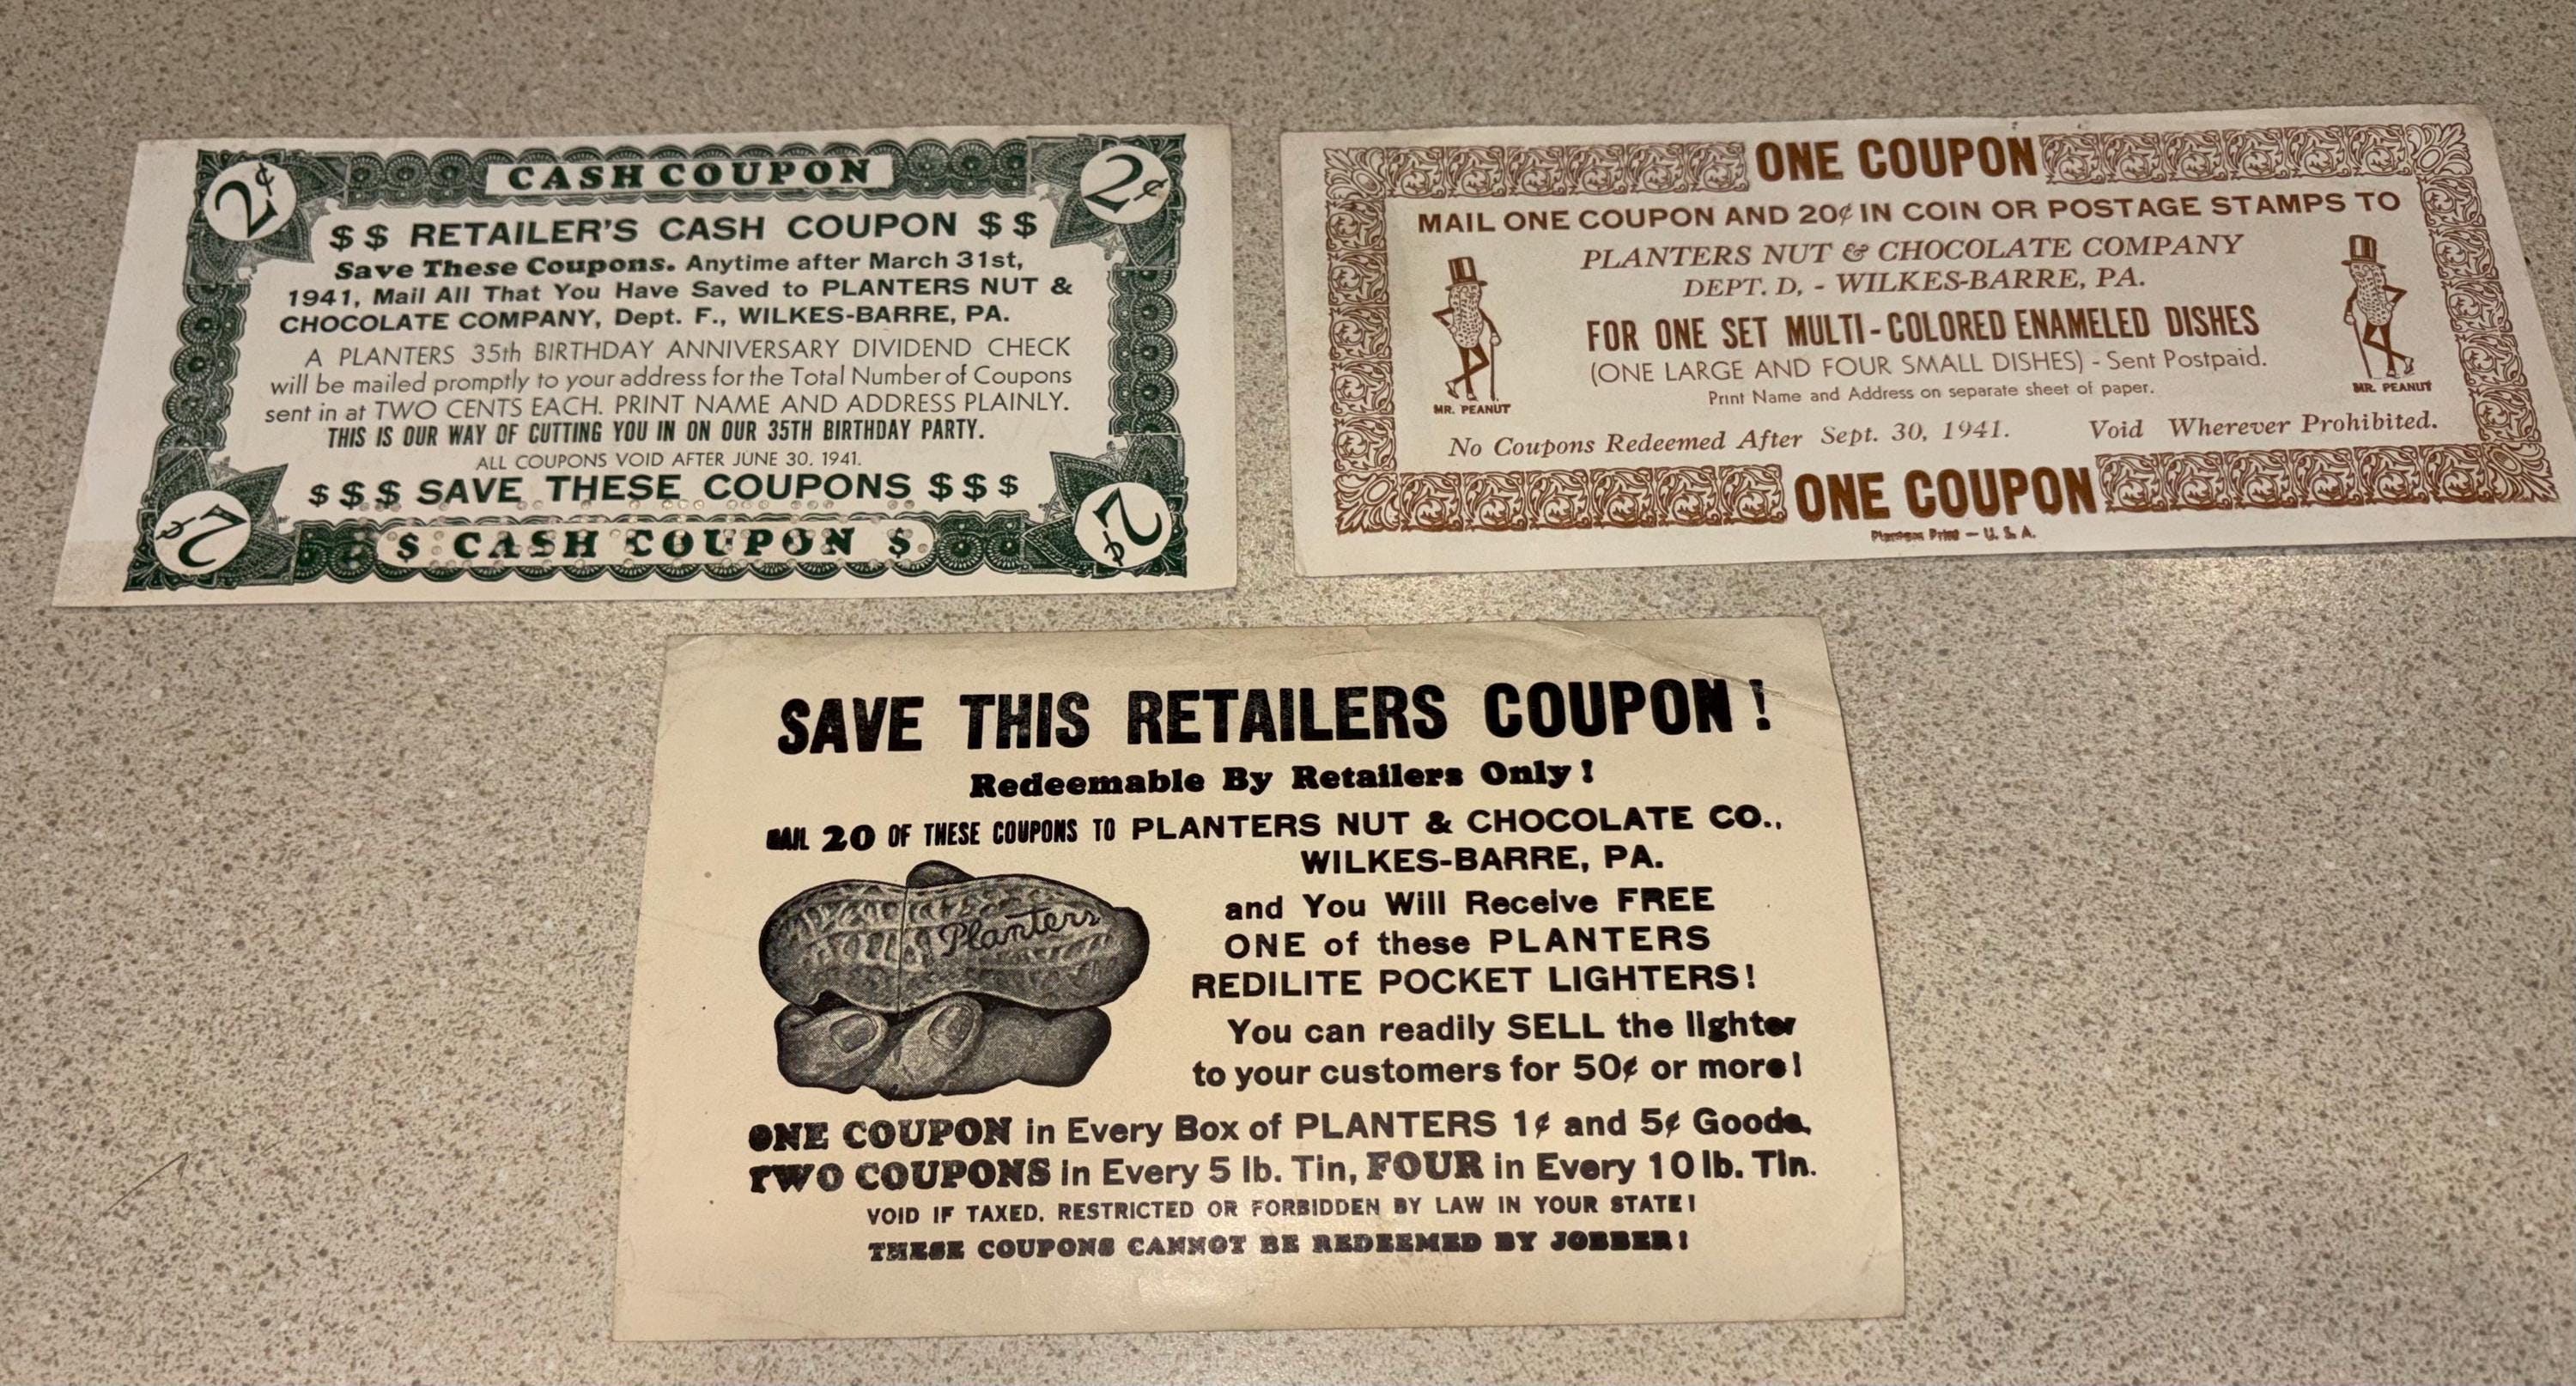 2¢
CASH COUPON
2¢
$ $ RETAILER'S CASH COUPON $ $
Save These Coupons. Anytime after March 31st,
1941, Mail All That You Have Saved to PLANTERS NUT &
CHOCOLATE COMPANY, Dept. F., WILKES-BARRE, PA.
A PLANTERS 35th BIRTHDAY ANNIVERSARY DIVIDEND CHECK
will be mailed promptly to your address for the Total Number of Coupons
sent in at TWO CENTS EACH. PRINT NAME AND ADDRESS PLAINLY.
THIS IS OUR WAY OF CUTTING YOU IN ON OUR 35TH BIRTHDAY PARTY.
ALL COUPONS VOID AFTER JUNE 30. 1941.
$ $ $ SAVE THESE COUPONS $ $ $
2¢
$ CASH COUPON $
2¢
ONE COUPON
MAIL ONE COUPON AND 20¢ IN COIN OR POSTAGE STAMPS TO
PLANTERS NUT & CHOCOLATE COMPANY
DEPT. D, - WILKES-BARRE, PA.
FOR ONE SET MULTI-COLORED ENAMELED DISHES
(ONE LARGE AND FOUR SMALL DISHES) - Sent Postpaid.
Print Name and Address on separate sheet of paper.
MR. PEANUT
MR. PEANUT
No Coupons Redeemed After Sept. 30, 1941. Void Wherever Prohibited.
ONE COUPON
Planters Print — U. S. A.
SAVE THIS RETAILERS COUPON!
Redeemable By Retailers Only!
MAIL 20 OF THESE COUPONS TO PLANTERS NUT & CHOCOLATE CO.,
WILKES-BARRE, PA.
Planters
and You Will Receive FREE
ONE of these PLANTERS
REDILITE POCKET LIGHTERS!
You can readily SELL the lighter
to your customers for 50¢ or more!
ONE COUPON in Every Box of PLANTERS 1¢ and 5¢ Goods,
TWO COUPONS in Every 5 lb. Tin, FOUR in Every 10 lb. Tin.
VOID IF TAXED, RESTRICTED OR FORBIDDEN BY LAW IN YOUR STATE!
THESE COUPONS CANNOT BE REDEEMED BY JOBBER!